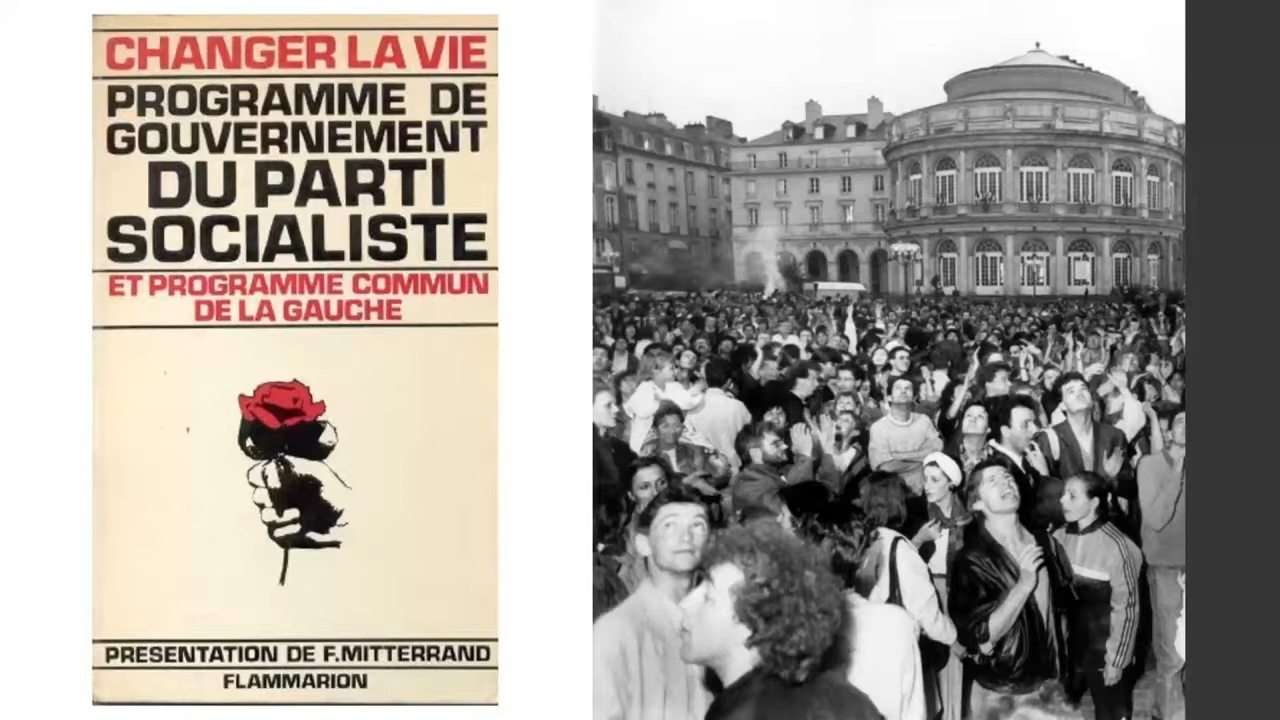 CHANGER LA VIE
PROGRAMME DE
GOUVERNEMENT
DU PARTI
SOCIALISTE
ET PROGRAMME COMMUN
DE LA GAUCHE
PRESENTATION DE F.MITTERRAND
FLAMMARION